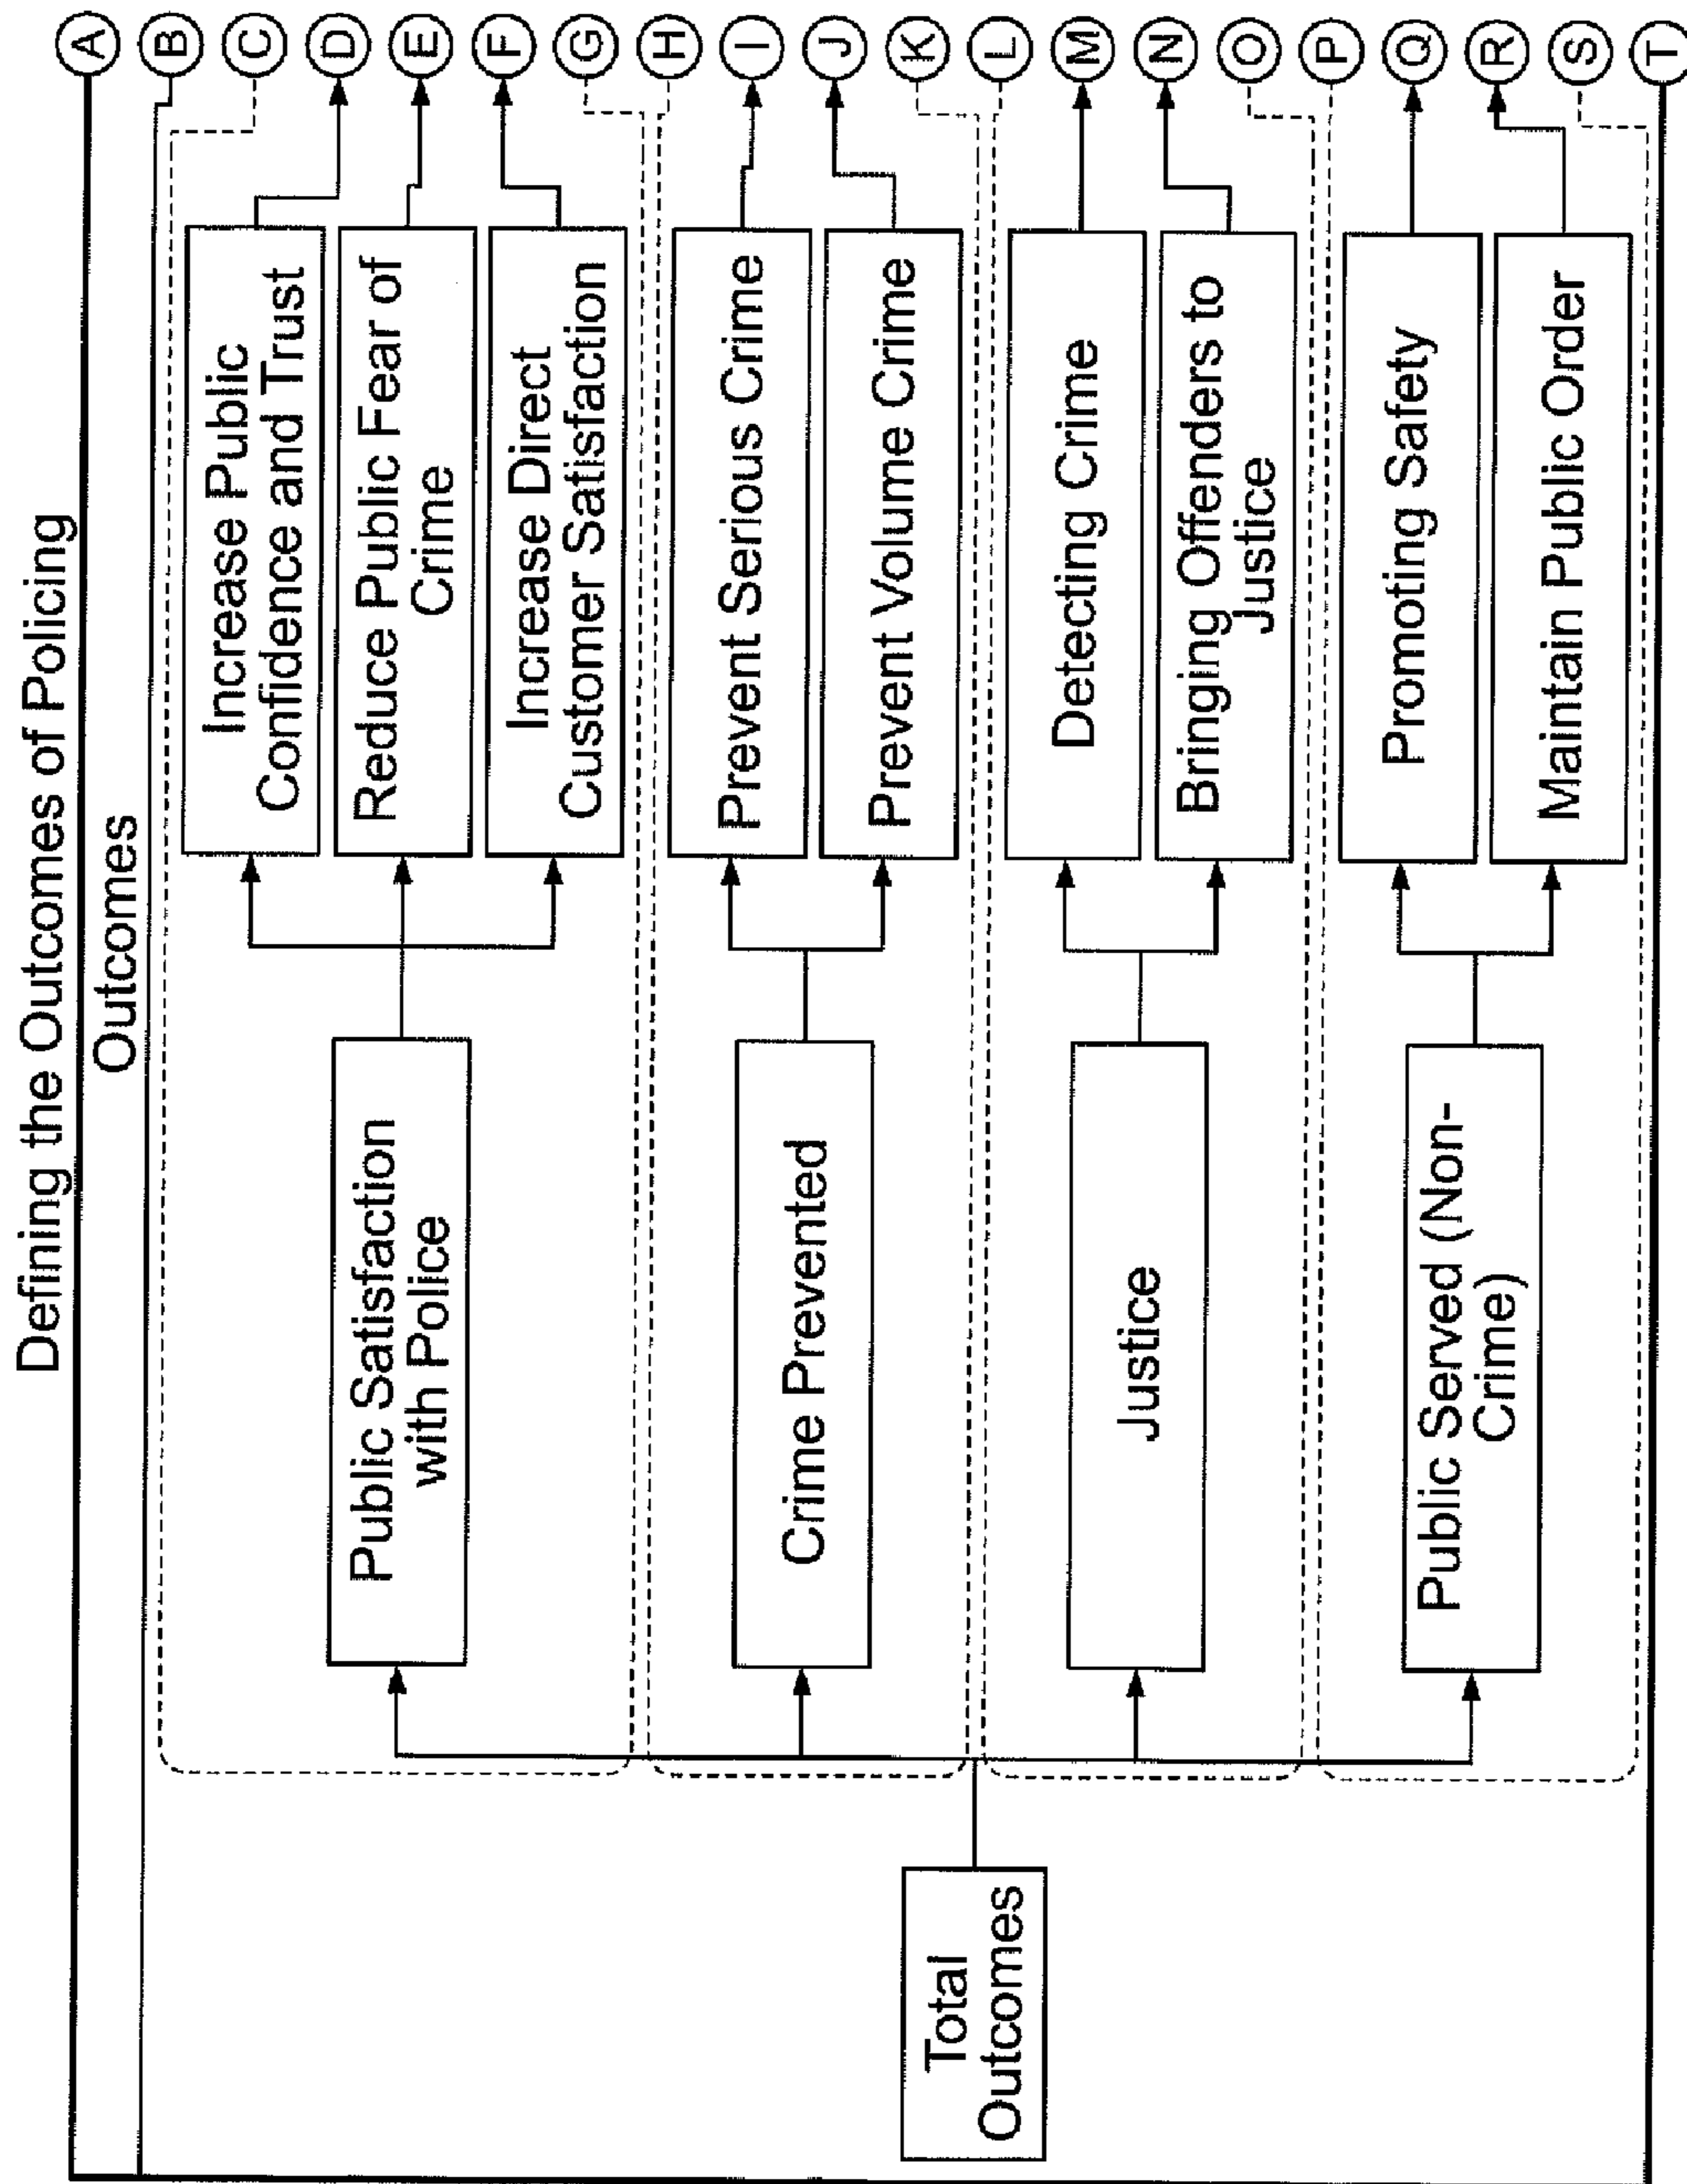 Defining the Outcomes of Policing
Outcomes
Total
Outcomes
Public Satisfaction
with Police
Increase Public
Confidence and Trust
Reduce Public Fear of
Crime
Increase Direct
Customer Satisfaction
Crime Prevented
Prevent Serious Crime
Prevent Volume Crime
Justice
Detecting Crime
Bringing Offenders to
Justice
Public Served (Non-
Crime)
Promoting Safety
Maintain Public Order
A
B
C
D
E
F
G
H
I
J
K
L
M
N
O
P
Q
R
S
T